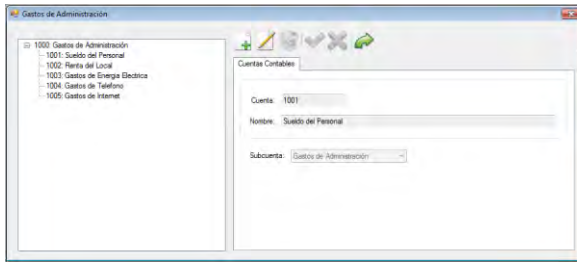 Gastos de Administración
1000: Gastos de Administración
1001: Sueldo del Personal
1002: Renta del Local
1003: Gastos de Energia Electrica
1004: Gastos de Telefono
1005: Gastos de Internet
Cuentas Contables
Cuenta: 1001
Nombre: Sueldo del Personal
Subcuenta: Gastos de Administración